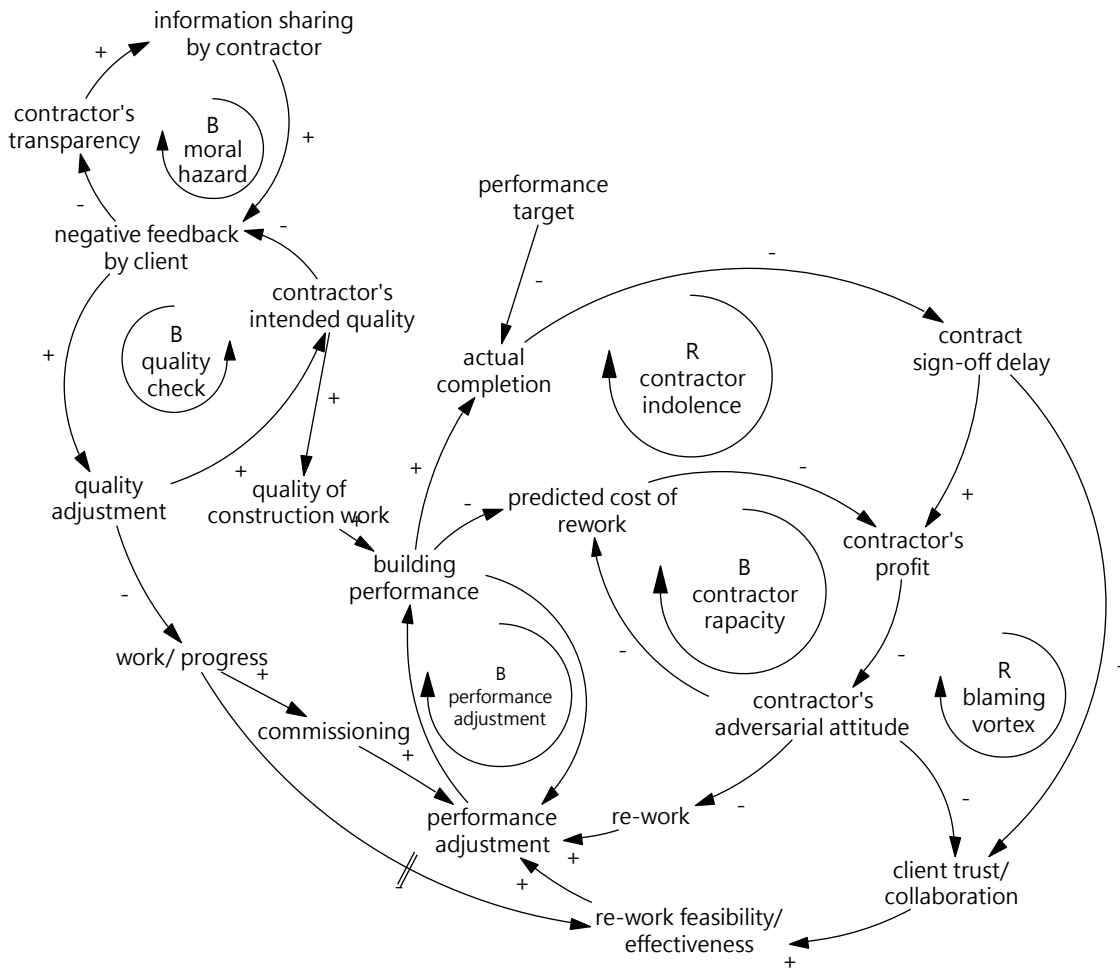 information sharing
by contractor
+
contractor's
transparency
B
moral
hazard
+
-
negative feedback
by client
-
performance
target
-
-
contractor's
intended quality
B
quality
check
+
+
actual
completion
R
contractor
indolence
contract
sign-off delay
+
quality
adjustment
+
quality of
construction work
+
+
-
predicted cost of
rework
-
+
contractor's
profit
building
performance
B
contractor
rapacity
-
work/ progress
+
commissioning
+
B
performance
adjustment
-
-
contractor's
adversarial attitude
R
blaming
vortex
-
performance
adjustment
re-work
-
-
+
+
client trust/
collaboration
-
re-work feasibility/
effectiveness
+